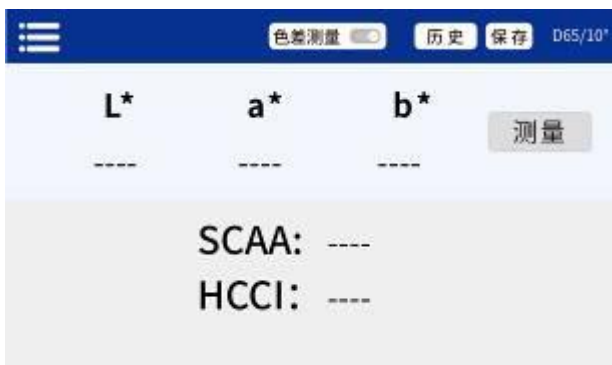 色差测量 历史 保存 D65/10°
L* a* b*
测量
---- ---- ----
SCAA: ----
HCCI: ----